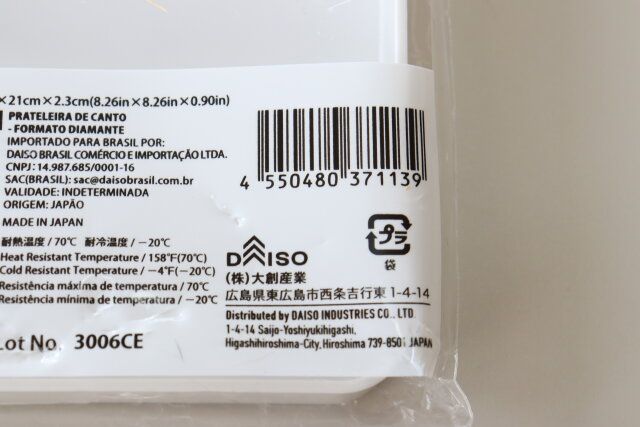 ×21cm×2.3cm(8.26in×8.26in×0.90in)
PRATELEIRA DE CANTO
- FORMATO DIAMANTE
IMPORTADO PARA BRASIL POR:
DAISO BRASIL COMÉRCIO E IMPORTAÇÃO LTDA.
CNPJ: 14.987.685/0001-16
SAC(BRASIL): sac@daisobrasil.com.br
VALIDADE: INDETERMINADA
ORIGEM: JAPÃO
MADE IN JAPAN
耐熱温度/70℃ 耐冷温度/−20℃
Heat Resistant Temperature / 158°F(70℃)
Cold Resistant Temperature / −4°F(−20℃)
Resistência máxima de temperatura / 70℃
Resistência mínima de temperatura / −20℃
Lot No. 3006CE
4 550480 371139
プラ
袋
DAISO
(株)大創産業
広島県東広島市西条吉行東1-4-14
Distributed by DAISO INDUSTRIES CO., LTD.
1-4-14 Saijo-Yoshiyukihigashi,
Higashihiroshima-City, Hiroshima 739-8501 JAPAN